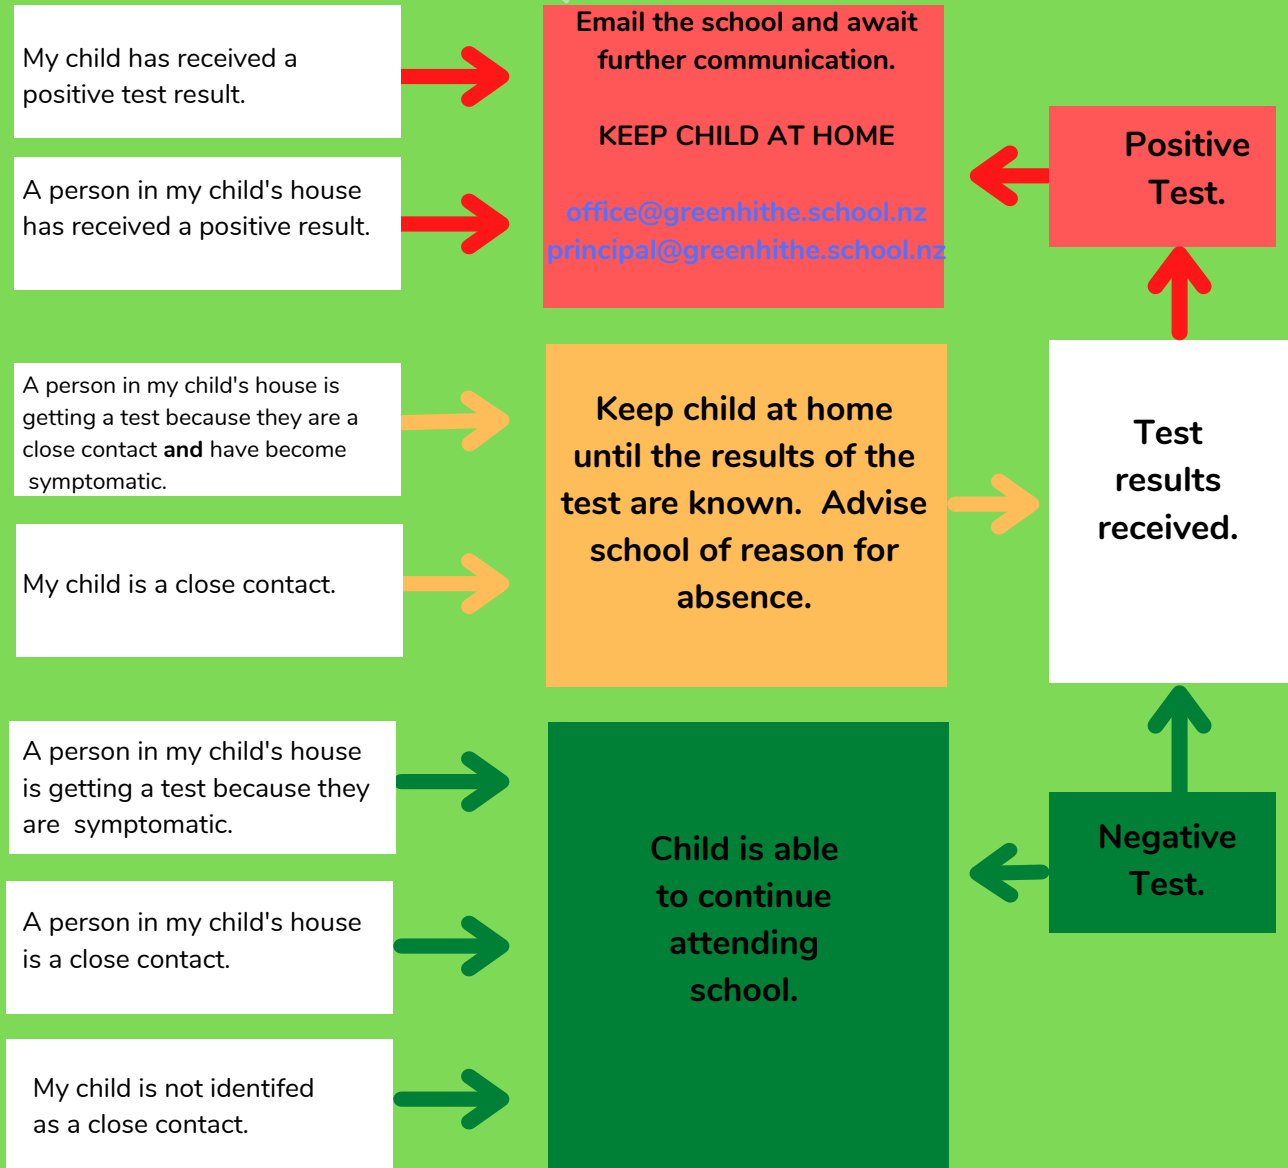 My child has received a
positive test result.
A person in my child's house
has received a positive result.
Email the school and await
further communication.
KEEP CHILD AT HOME
office@greenhithe.school.nz
principal@greenhithe.school.nz
Positive
Test.
A person in my child's house is
getting a test because they are a
close contact and have become
symptomatic.
My child is a close contact.
Keep child at home
until the results of the
test are known.  Advise
school of reason for
absence.
Test
results
received.
A person in my child's house
is getting a test because they
are  symptomatic.
A person in my child's house
is a close contact.
My child is not identifed
as a close contact.
Child is able
to continue
attending
school.
Negative
Test.